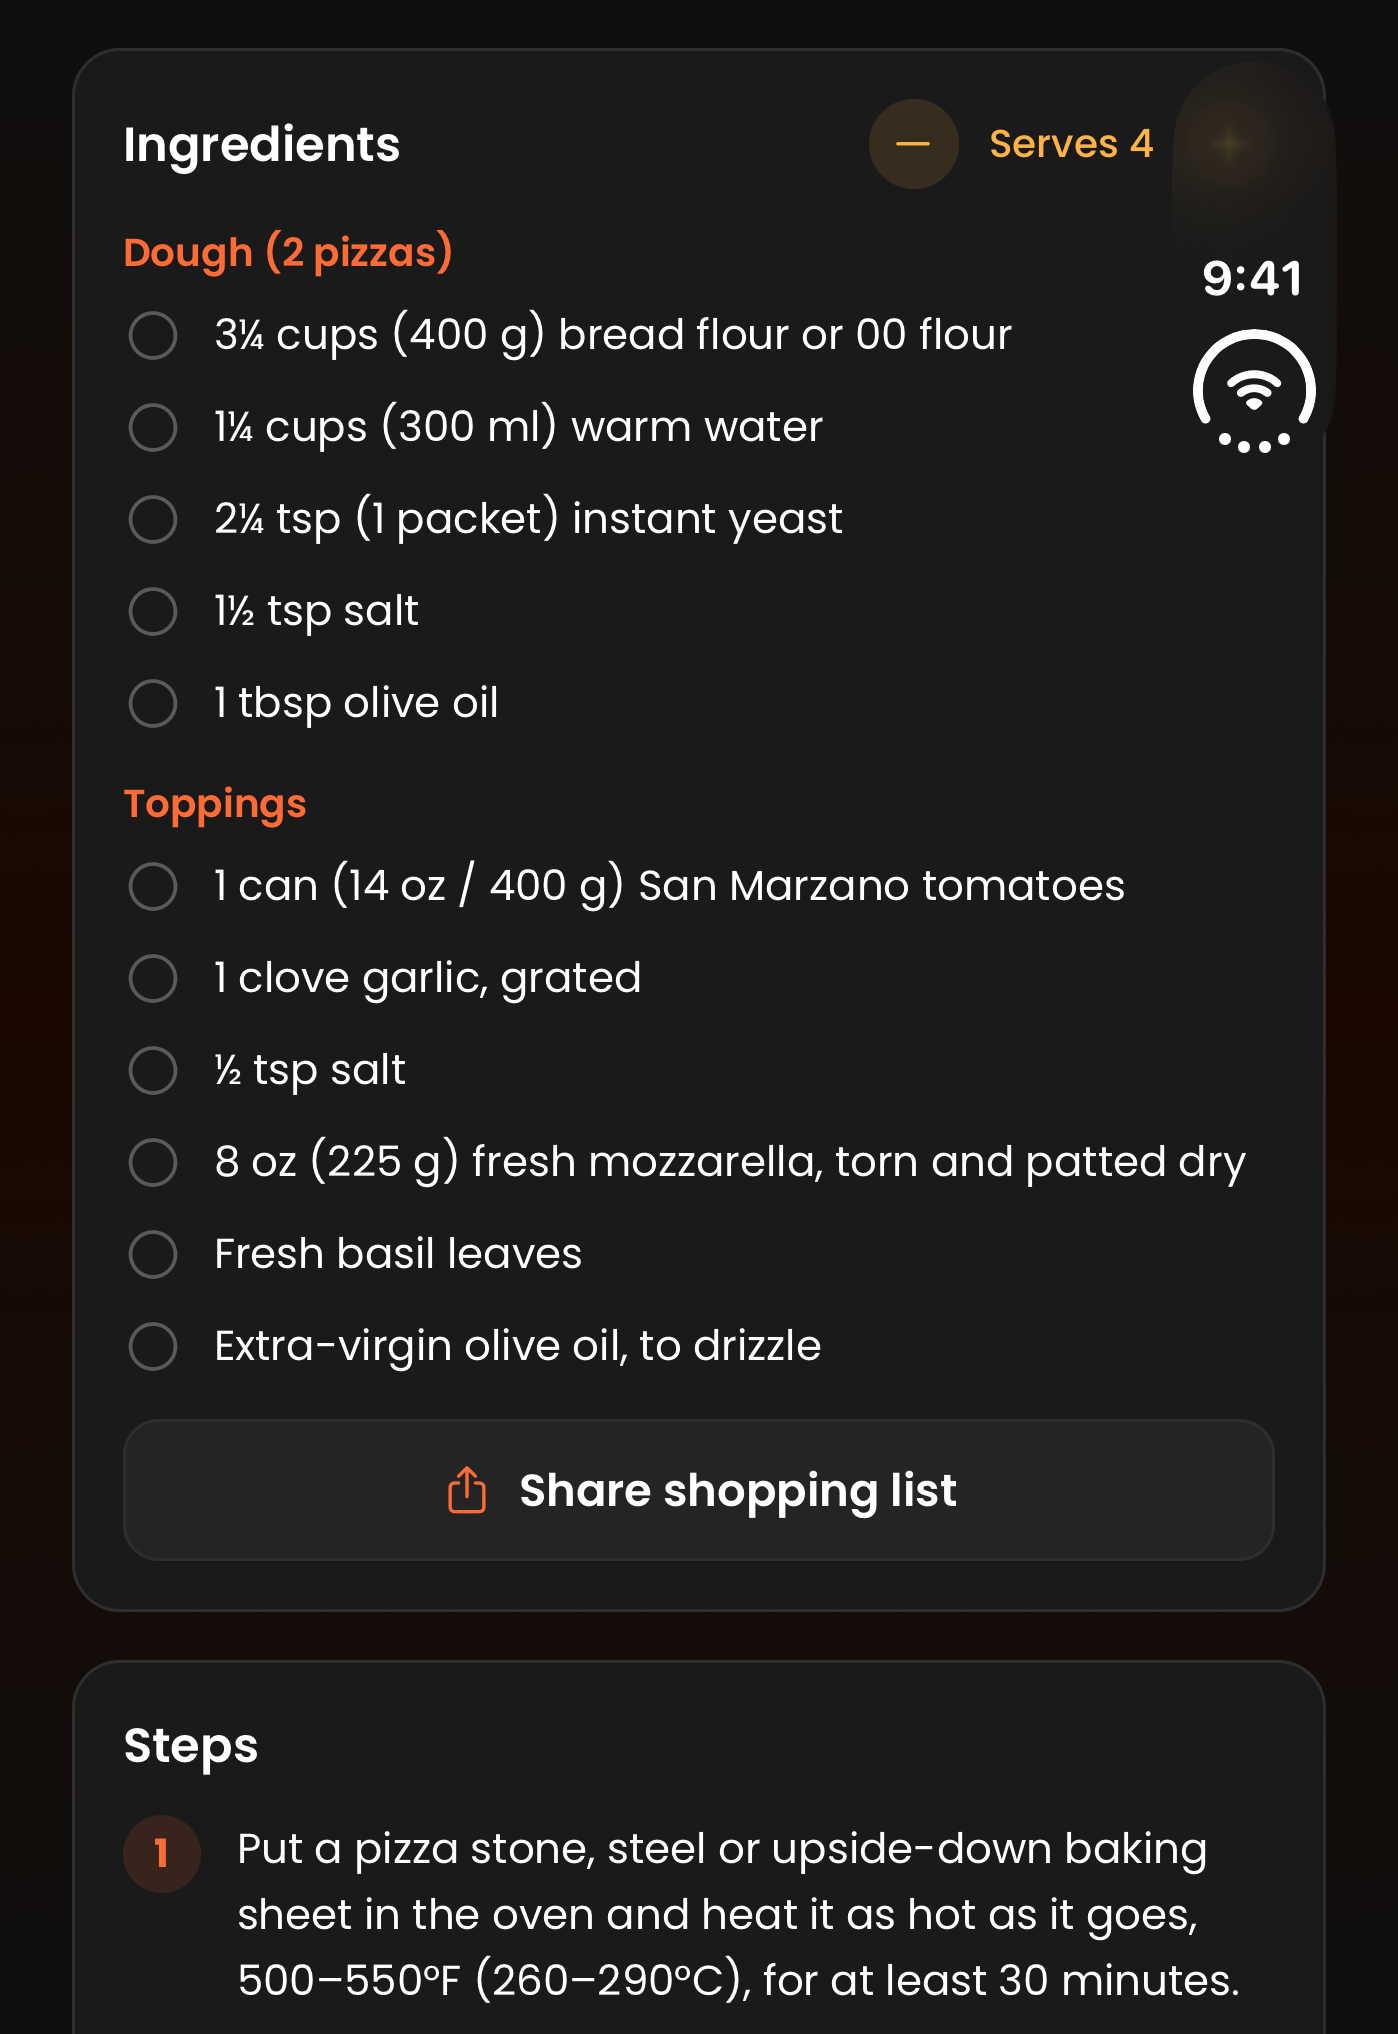 Ingredients
Serves 4
9:41
Dough (2 pizzas)
3¼ cups (400 g) bread flour or 00 flour
1¼ cups (300 ml) warm water
2¼ tsp (1 packet) instant yeast
1½ tsp salt
1 tbsp olive oil
Toppings
1 can (14 oz / 400 g) San Marzano tomatoes
1 clove garlic, grated
½ tsp salt
8 oz (225 g) fresh mozzarella, torn and patted dry
Fresh basil leaves
Extra-virgin olive oil, to drizzle
Share shopping list
Steps
1
Put a pizza stone, steel or upside-down baking
sheet in the oven and heat it as hot as it goes,
500–550°F (260–290°C), for at least 30 minutes.